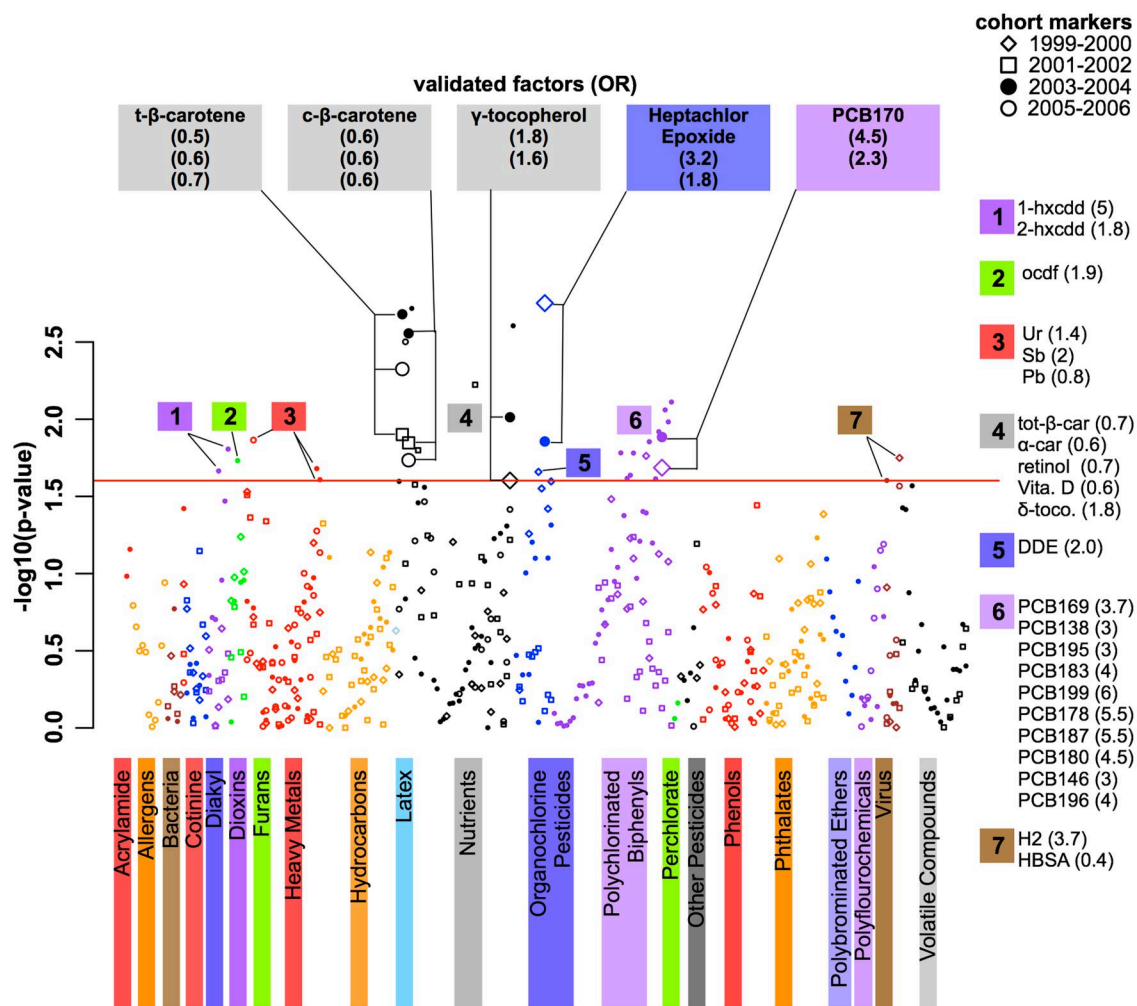 cohort markers
1999-2000
2001-2002
2003-2004
2005-2006
validated factors (OR)
t-β-carotene
(0.5)
(0.6)
(0.7)
c-β-carotene
(0.6)
(0.6)
(0.6)
γ-tocopherol
(1.8)
(1.6)
Heptachlor
Epoxide
(3.2)
(1.8)
PCB170
(4.5)
(2.3)
1
1-hxcdd (5)
2-hxcdd (1.8)
2
ocdf (1.9)
3
Ur (1.4)
Sb (2)
Pb (0.8)
4
tot-β-car (0.7)
α-car (0.6)
retinol (0.7)
Vita. D (0.6)
δ-toco. (1.8)
5
DDE (2.0)
6
PCB169 (3.7)
PCB138 (3)
PCB195 (3)
PCB183 (4)
PCB199 (6)
PCB178 (5.5)
PCB187 (5.5)
PCB180 (4.5)
PCB146 (3)
PCB196 (4)
7
H2 (3.7)
HBSA (0.4)
-log10(p-value)
2.5
2.0
1.5
1.0
0.5
0.0
1
2
3
4
5
6
7
Acrylamide
Allergens
Bacteria
Cotinine
Diakyl
Dioxins
Furans
Heavy Metals
Hydrocarbons
Latex
Nutrients
Organochlorine
Pesticides
Polychlorinated
Biphenyls
Perchlorate
Other Pesticides
Phenols
Phthalates
Polybrominated Ethers
Polyflourochemicals
Virus
Volatile Compounds